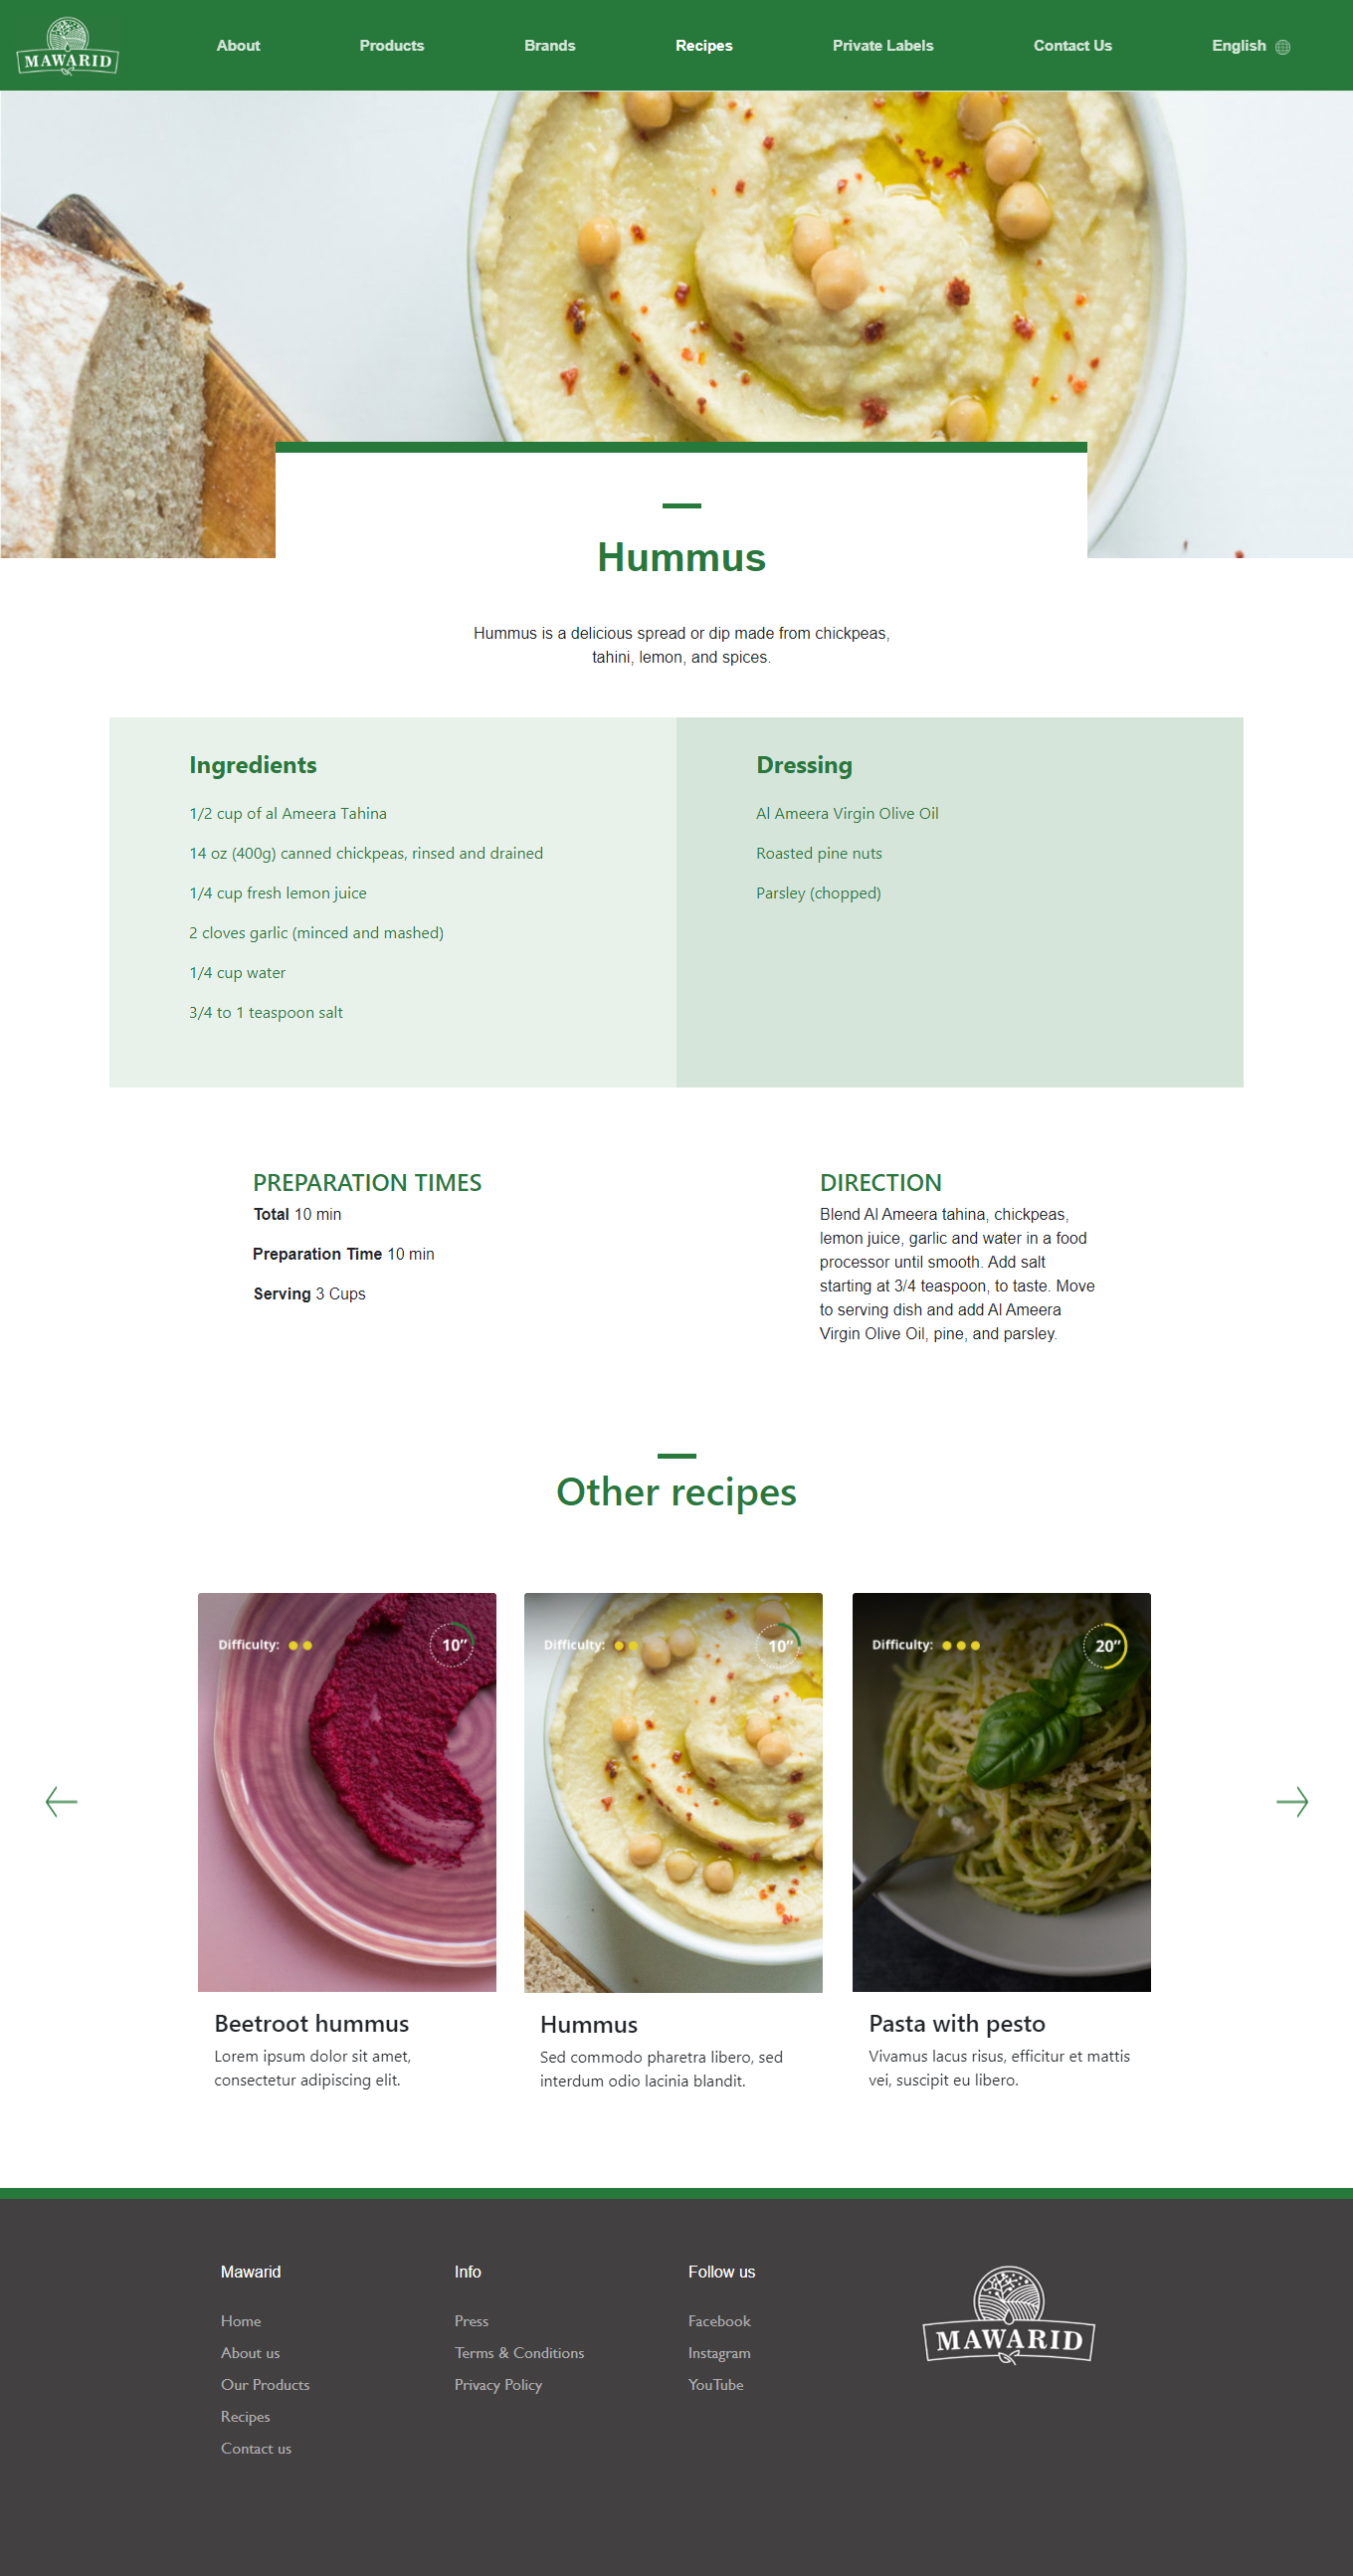 MAWARID
About
Products
Brands
Recipes
Private Labels
Contact Us
English
Hummus
Hummus is a delicious spread or dip made from chickpeas,
tahini, lemon, and spices.
Ingredients
1/2 cup of al Ameera Tahina
14 oz (400g) canned chickpeas, rinsed and drained
1/4 cup fresh lemon juice
2 cloves garlic (minced and mashed)
1/4 cup water
3/4 to 1 teaspoon salt
Dressing
Al Ameera Virgin Olive Oil
Roasted pine nuts
Parsley (chopped)
PREPARATION TIMES
Total 10 min
Preparation Time 10 min
Serving 3 Cups
DIRECTION
Blend Al Ameera tahina, chickpeas,
lemon juice, garlic and water in a food
processor until smooth. Add salt
starting at 3/4 teaspoon, to taste. Move
to serving dish and add Al Ameera
Virgin Olive Oil, pine, and parsley.
Other recipes
Difficulty:
10”
Beetroot hummus
Lorem ipsum dolor sit amet,
consectetur adipiscing elit.
Difficulty:
10”
Hummus
Sed commodo pharetra libero, sed
interdum odio lacinia blandit.
Difficulty:
20”
Pasta with pesto
Vivamus lacus risus, efficitur et mattis
vei, suscipit eu libero.
Mawarid
Home
About us
Our Products
Recipes
Contact us
Info
Press
Terms & Conditions
Privacy Policy
Follow us
Facebook
Instagram
YouTube
MAWARID